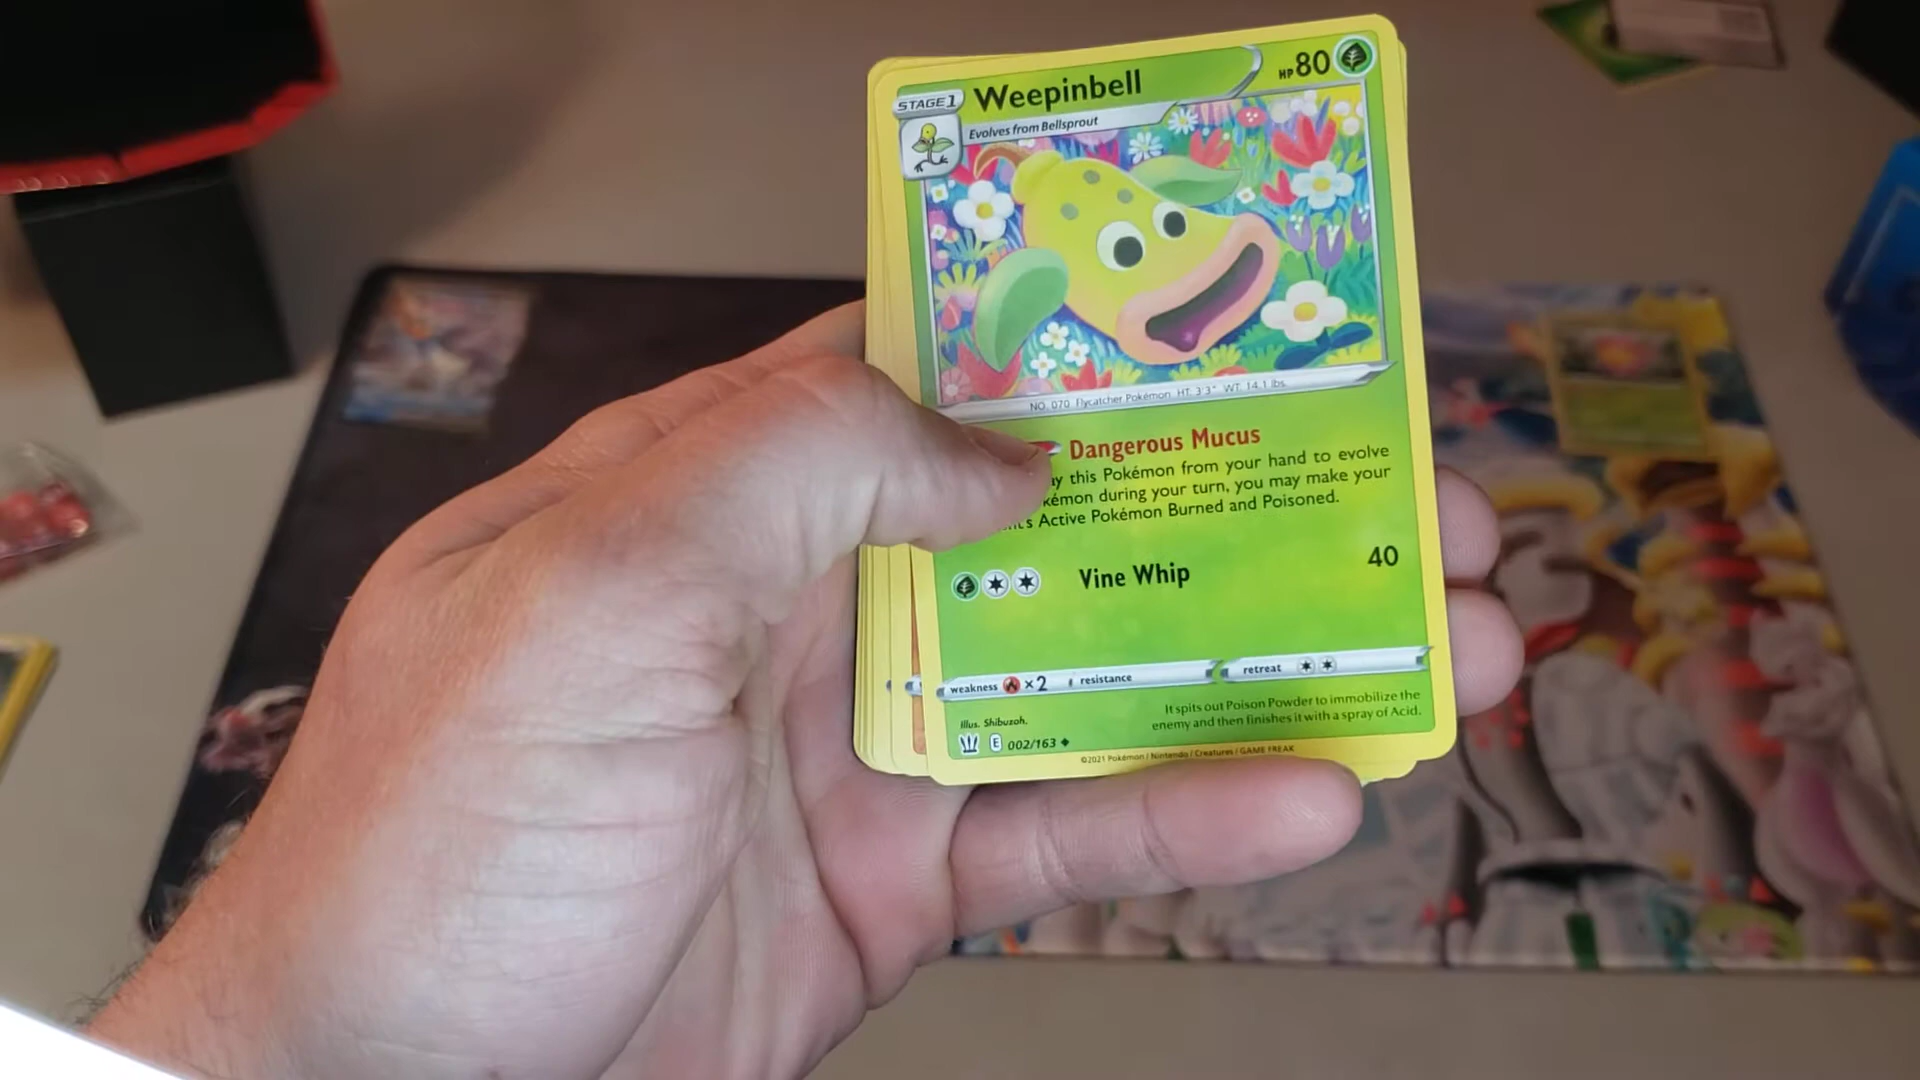 STAGE 1 Weepinbell HP 80
Evolves from Bellsprout
NO. 070 Flycatcher Pokémon HT: 3'3" WT: 14.1 lbs.
Dangerous Mucus
this Pokémon from your hand to evolve
during your turn, you may make your
Active Pokémon Burned and Poisoned.
Vine Whip 40
weakness ×2 resistance retreat
It spits out Poison Powder to immobilize the
enemy and then finishes it with a spray of Acid.
Illus. Shibuzoh.
E 002/163
©2021 Pokémon / Nintendo / Creatures / GAME FREAK